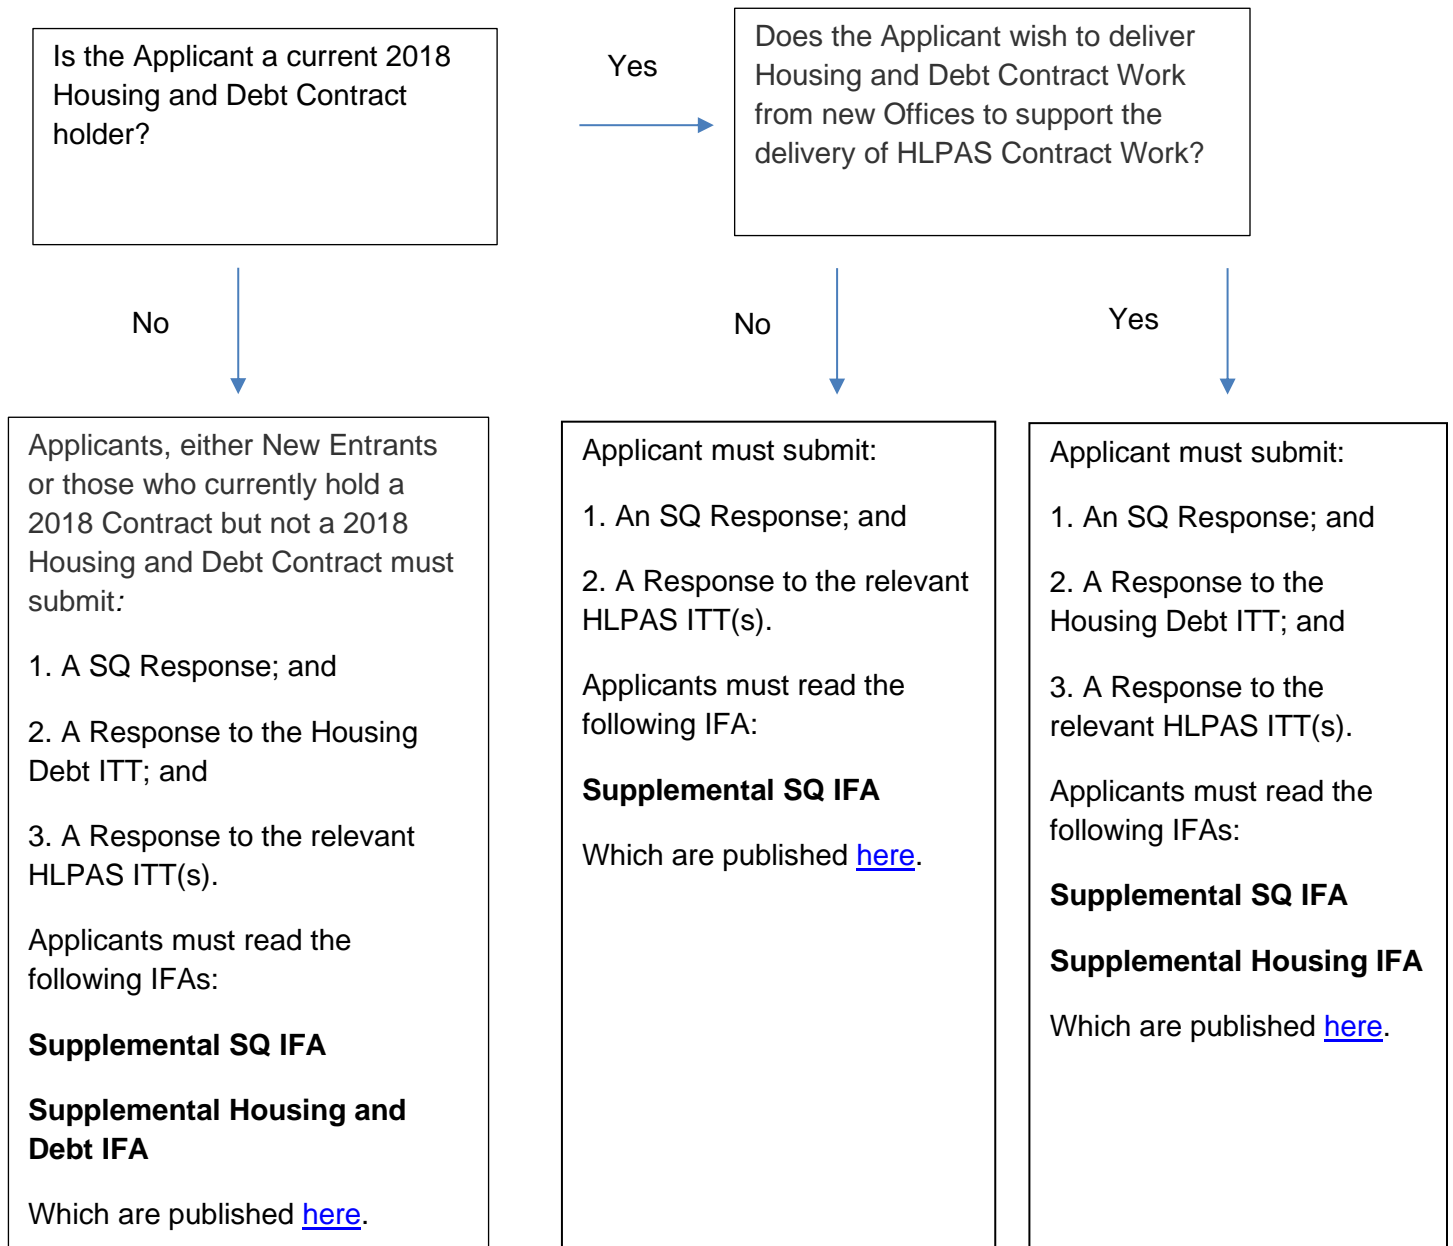 Is the Applicant a current 2018
Housing and Debt Contract
holder?
Yes
Does the Applicant wish to deliver
Housing and Debt Contract Work
from new Offices to support the
delivery of HLPAS Contract Work?
No
No
Yes
Applicants, either New Entrants
or those who currently hold a
2018 Contract but not a 2018
Housing and Debt Contract must
submit:
1. A SQ Response; and
2. A Response to the Housing
Debt ITT; and
3. A Response to the relevant
HLPAS ITT(s).
Applicants must read the
following IFAs:
Supplemental SQ IFA
Supplemental Housing and
Debt IFA
Which are published here.
Applicant must submit:
1. An SQ Response; and
2. A Response to the relevant
HLPAS ITT(s).
Applicants must read the
following IFA:
Supplemental SQ IFA
Which are published here.
Applicant must submit:
1. An SQ Response; and
2. A Response to the
Housing Debt ITT; and
3. A Response to the
relevant HLPAS ITT(s).
Applicants must read the
following IFAs:
Supplemental SQ IFA
Supplemental Housing IFA
Which are published here.